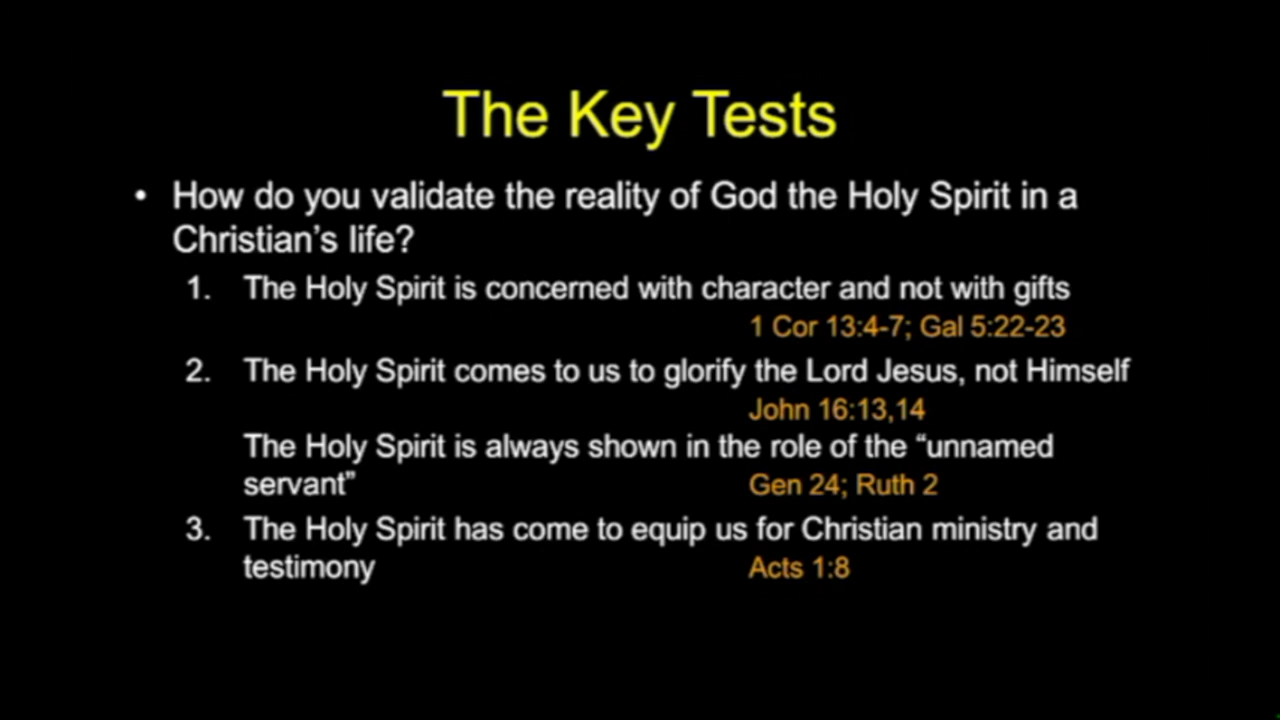 The Key Tests
• How do you validate the reality of God the Holy Spirit in a
Christian’s life?
1. The Holy Spirit is concerned with character and not with gifts
1 Cor 13:4-7; Gal 5:22-23
2. The Holy Spirit comes to us to glorify the Lord Jesus, not Himself
John 16:13,14
The Holy Spirit is always shown in the role of the “unnamed
servant” Gen 24; Ruth 2
3. The Holy Spirit has come to equip us for Christian ministry and
testimony Acts 1:8